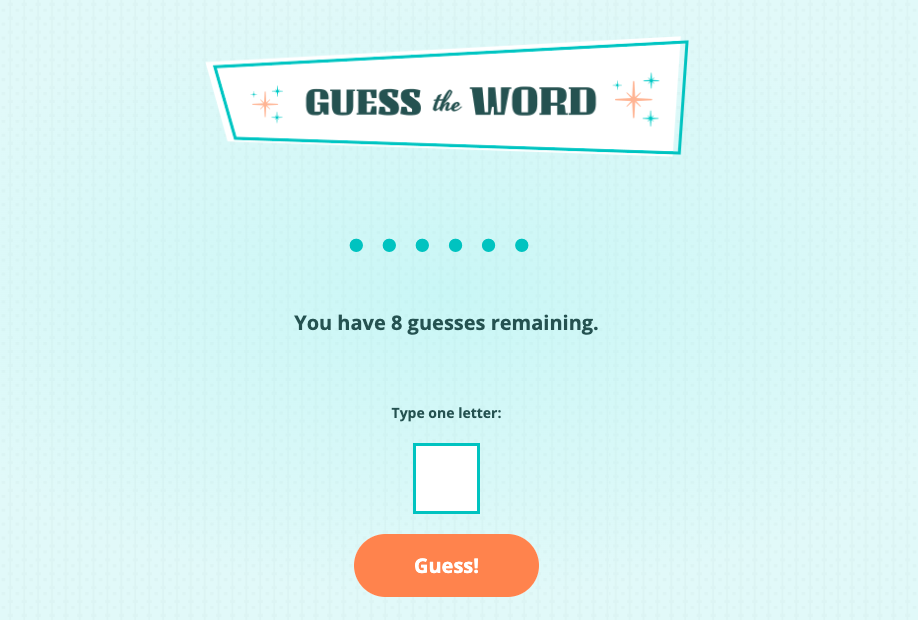 GUESS the WORD
● ● ● ● ● ●
You have 8 guesses remaining.
Type one letter:
Guess!